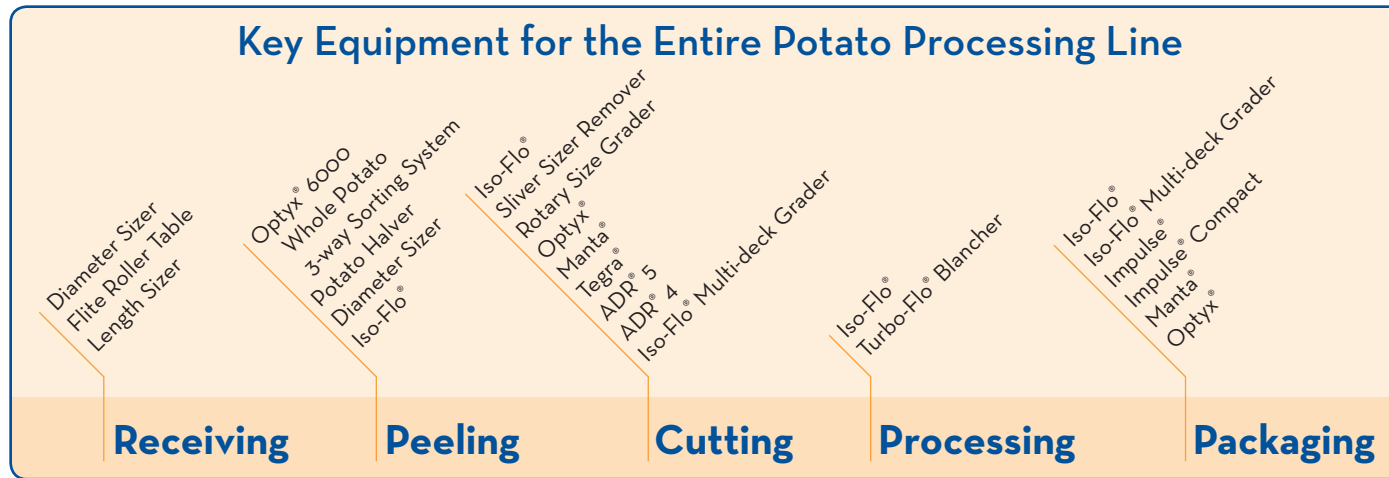 Key Equipment for the Entire Potato Processing Line
Diameter Sizer
Flite Roller Table
Length Sizer
Receiving
Optyx® 6000
Whole Potato
3-way Sorting System
Potato Halver
Diameter Sizer
Iso-Flo®
Peeling
Iso-Flo®
Sliver Sizer Remover
Rotary Size Grader
Optyx®
Manta®
Tegra®
ADR® 5
ADR® 4
Iso-Flo® Multi-deck Grader
Cutting
Iso-Flo®
Turbo-Flo® Blancher
Processing
Iso-Flo®
Iso-Flo® Multi-deck Grader
Impulse®
Impulse® Compact
Manta®
Optyx®
Packaging